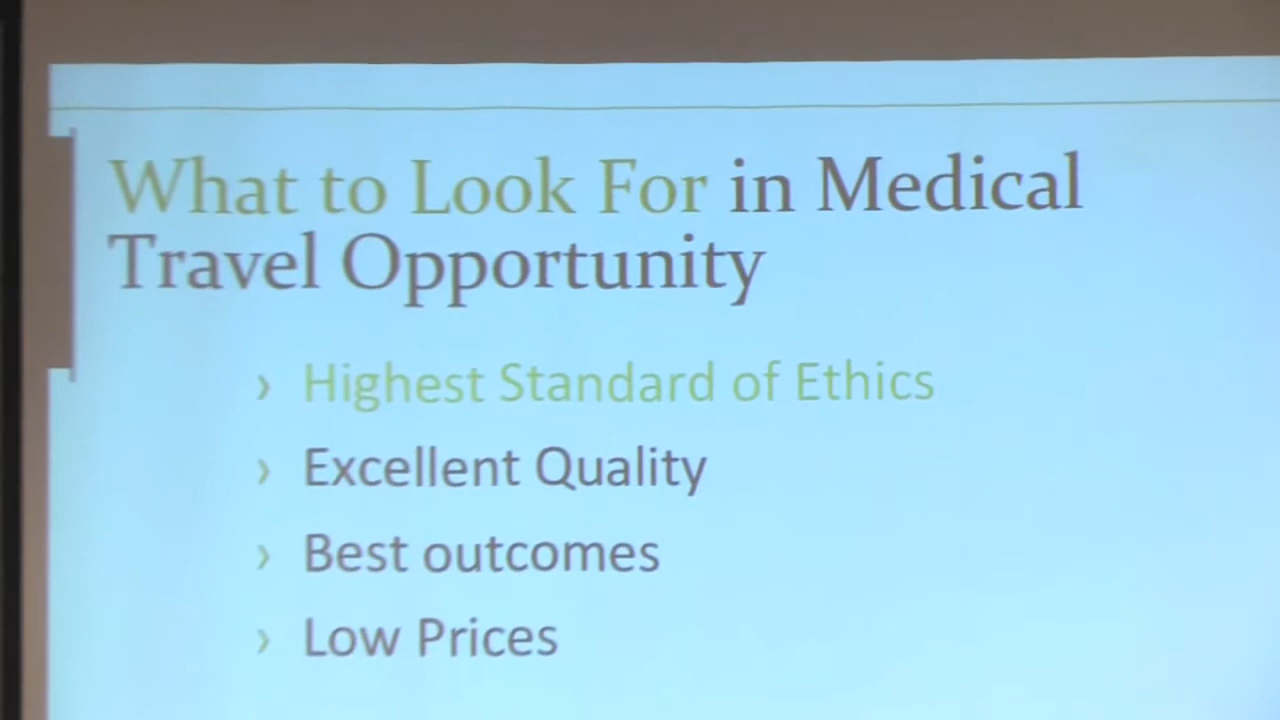 What to Look For in Medical
Travel Opportunity
› Highest Standard of Ethics
› Excellent Quality
› Best outcomes
› Low Prices